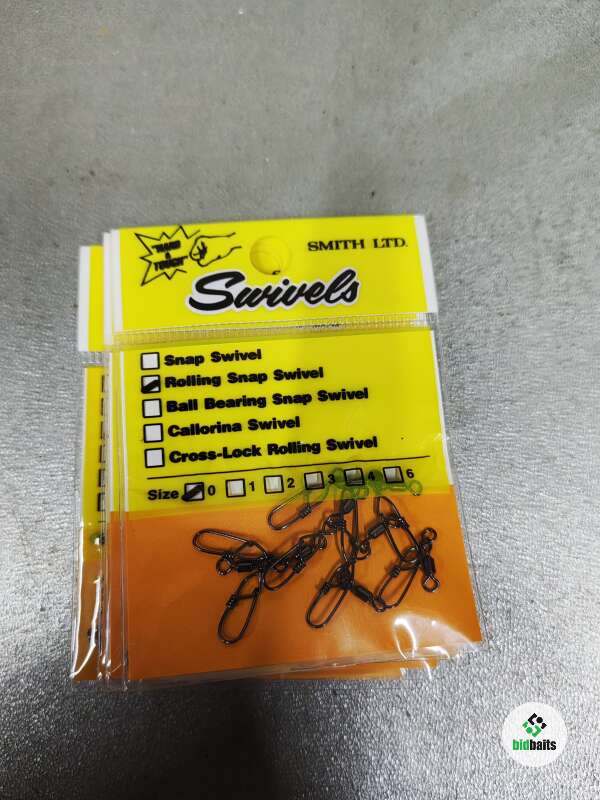 "HARD
&
TOUCH"
SMITH LTD.
Swivels
Snap Swivel
Rolling Snap Swivel
Ball Bearing Snap Swivel
Callorina Swivel
Cross-Lock Rolling Swivel
Size 0 1 2 3 4 6
bidbaits